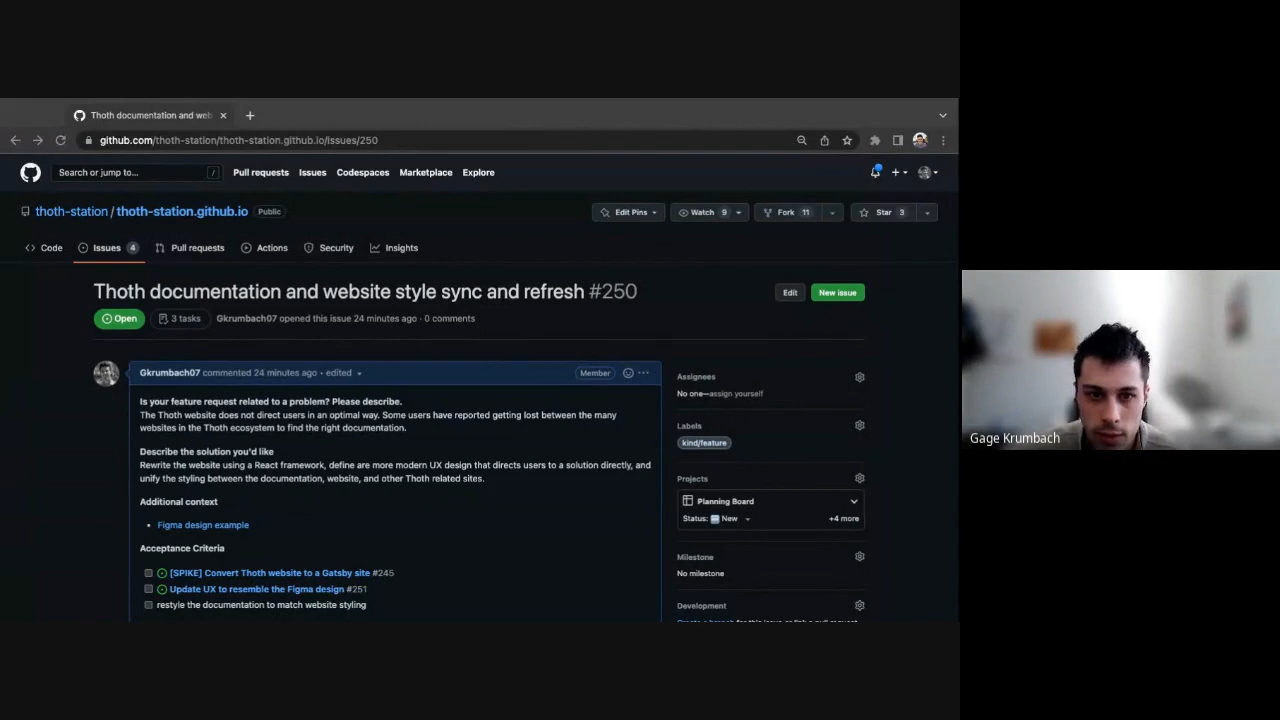 Thoth documentation and web
github.com/thoth-station/thoth-station.github.io/issues/250
Search or jump to... /
Pull requests Issues Codespaces Marketplace Explore
thoth-station / thoth-station.github.io Public
Edit Pins Watch 9 Fork 11 Star 3
Code Issues 4 Pull requests Actions Security Insights
Thoth documentation and website style sync and refresh #250
Edit New issue
Open 3 tasks Gkrumbach07 opened this issue 24 minutes ago · 0 comments
Gkrumbach07 commented 24 minutes ago • edited Member
Is your feature request related to a problem? Please describe.
The Thoth website does not direct users in an optimal way. Some users have reported getting lost between the many
websites in the Thoth ecosystem to find the right documentation.
Describe the solution you'd like
Rewrite the website using a React framework, define are more modern UX design that directs users to a solution directly, and
unify the styling between the documentation, website, and other Thoth related sites.
Additional context
• Figma design example
Acceptance Criteria
[SPIKE] Convert Thoth website to a Gatsby site #245
Update UX to resemble the Figma design #251
restyle the documentation to match website styling
Assignees
No one—assign yourself
Labels
kind/feature
Projects
Planning Board
Status: New +4 more
Milestone
No milestone
Development
Create a branch for this issue or link a pull request
Gage Krumbach